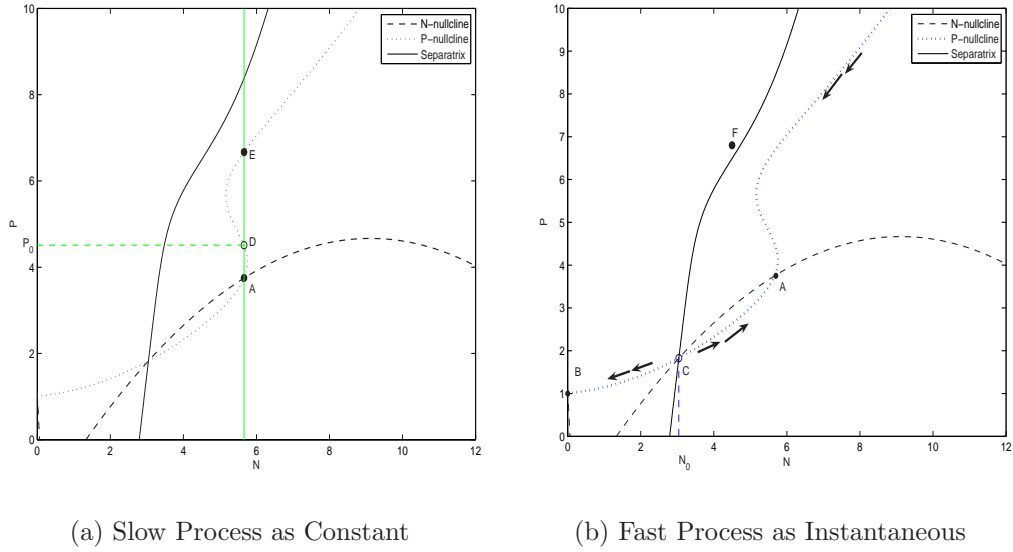 10
8
6
4
2
0
P
P0
N-nullcline
P-nullcline
Separatrix
E
D
A
0
2
4
6
8
10
12
N
(a) Slow Process as Constant
10
9
8
7
6
5
4
3
2
1
0
P
N-nullcline
P-nullcline
Separatrix
F
A
B
C
0
2
4
6
8
10
12
N0
N
(b) Fast Process as Instantaneous